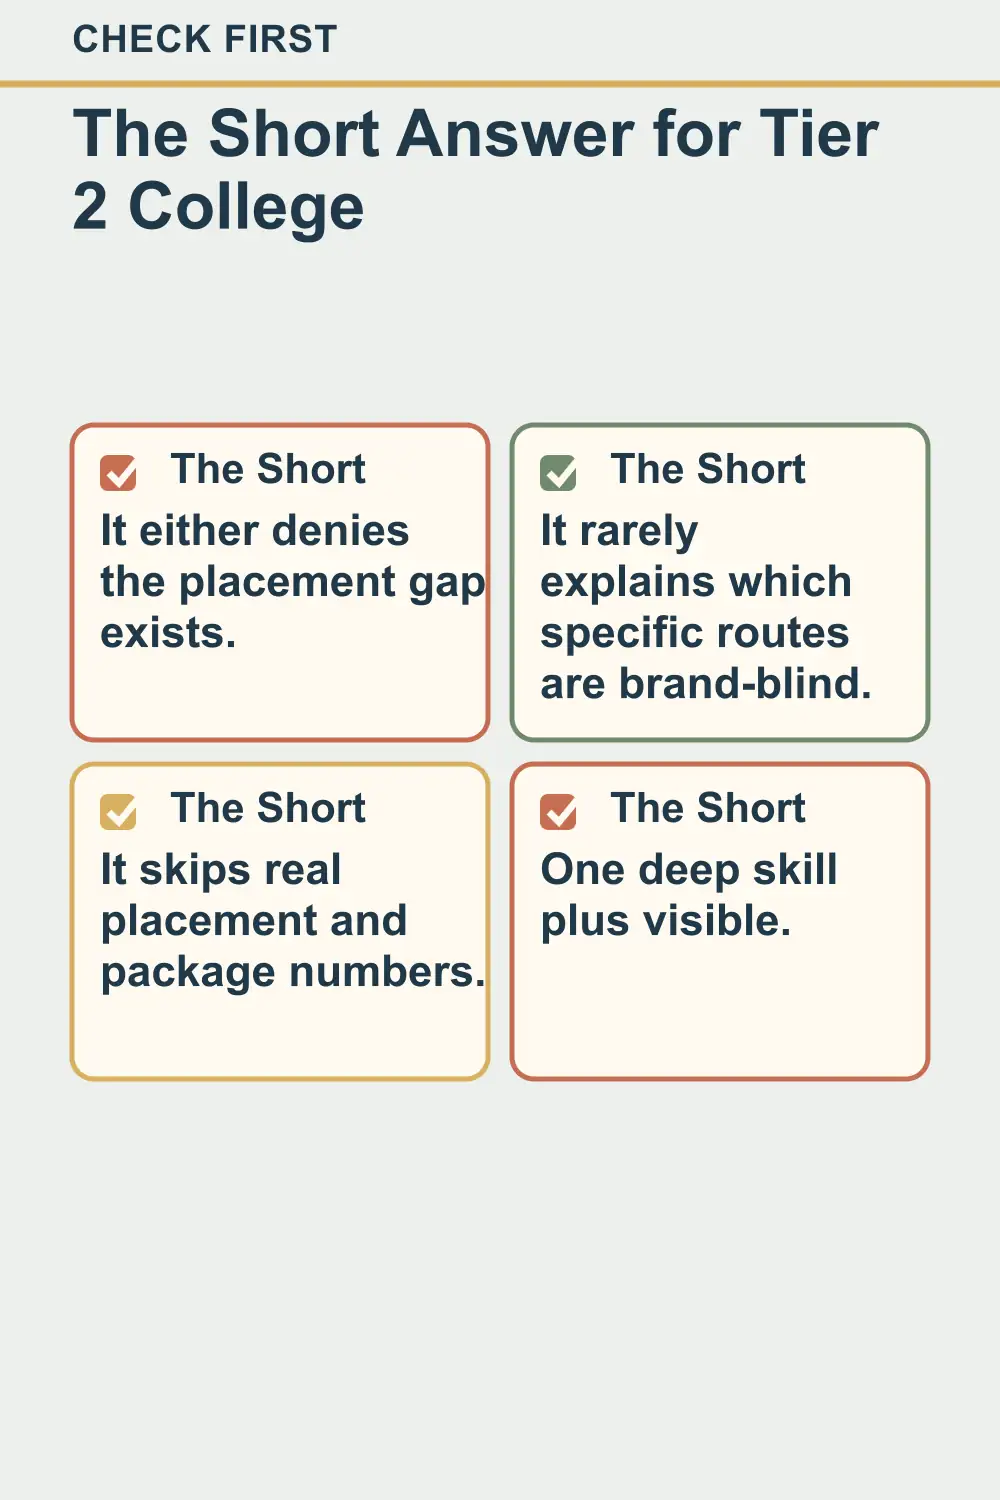 CHECK FIRST
The Short Answer for Tier
2 College
The Short
It either denies
the placement gap
exists.
The Short
It rarely
explains which
specific routes
are brand-blind.
The Short
It skips real
placement and
package numbers.
The Short
One deep skill
plus visible.